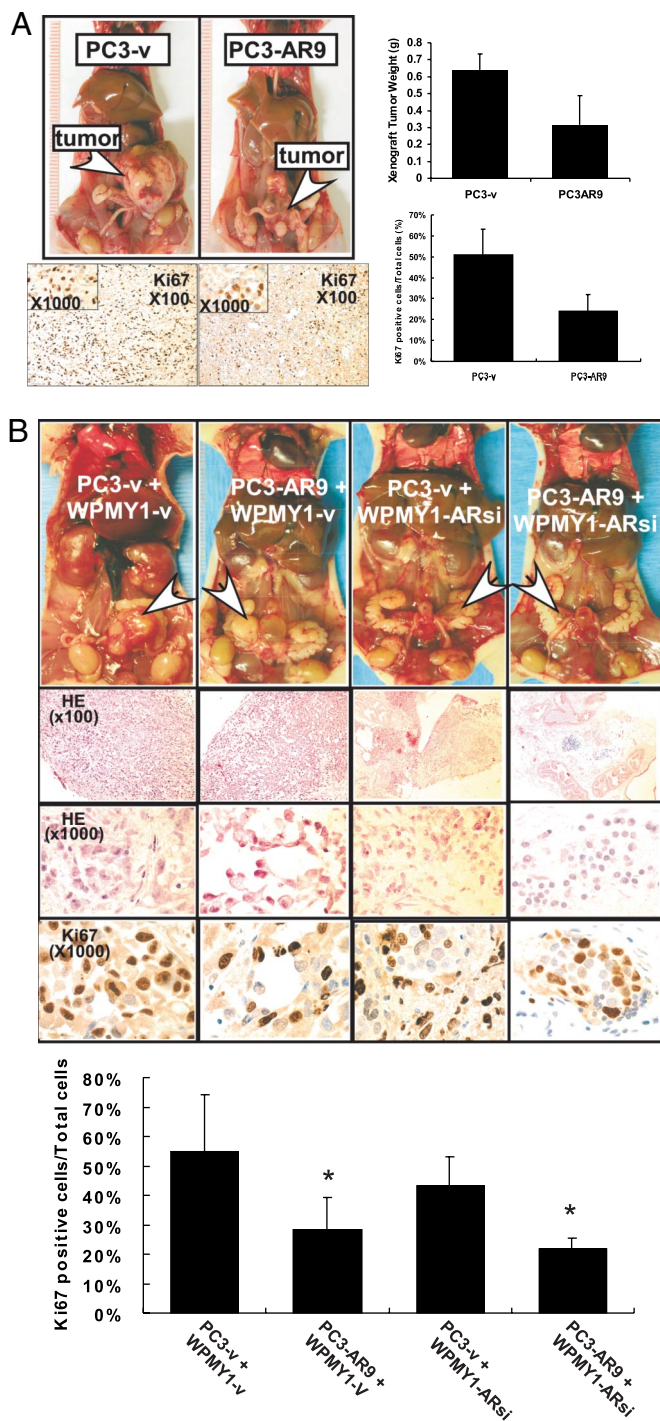 A
PC3-v
PC3-AR9
tumor
tumor
X1000
Ki67
X100
X1000
Ki67
X100
Xenograft Tumor Weight (g)
0.8
0.7
0.6
0.5
0.4
0.3
0.2
0.1
0
PC3-v
PC3AR9
Ki67 positive cells/Total cells (%)
70%
60%
50%
40%
30%
20%
10%
0%
PC3-v
PC3-AR9
B
PC3-v +
WPMY1-v
PC3-AR9 +
WPMY1-v
PC3-v +
WPMY1-ARsi
PC3-AR9 +
WPMY1-ARsi
HE
(x100)
HE
(x1000)
Ki67
(X1000)
Ki67 positive cells/Total cells
80%
70%
60%
50%
40%
30%
20%
10%
0%
*
*
PC3-v +
WPMY1-v
PC3-AR9 +
WPMY1-V
PC3-v +
WPMY1-ARsi
PC3-AR9 +
WPMY1-ARsi